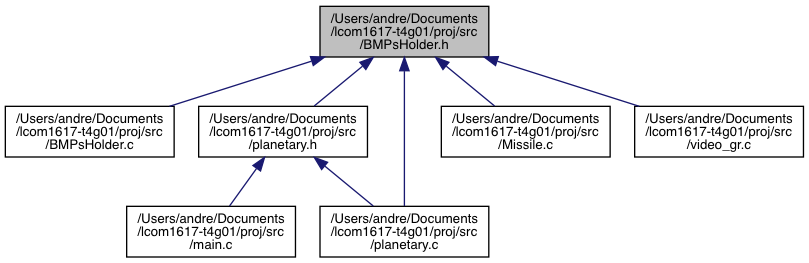 /Users/andre/Documents
/lcom1617-t4g01/proj/src
/BMPsHolder.h
/Users/andre/Documents
/lcom1617-t4g01/proj/src
/BMPsHolder.c
/Users/andre/Documents
/lcom1617-t4g01/proj/src
/planetary.h
/Users/andre/Documents
/lcom1617-t4g01/proj/src
/Missile.c
/Users/andre/Documents
/lcom1617-t4g01/proj/src
/video_gr.c
/Users/andre/Documents
/lcom1617-t4g01/proj/src
/main.c
/Users/andre/Documents
/lcom1617-t4g01/proj/src
/planetary.c